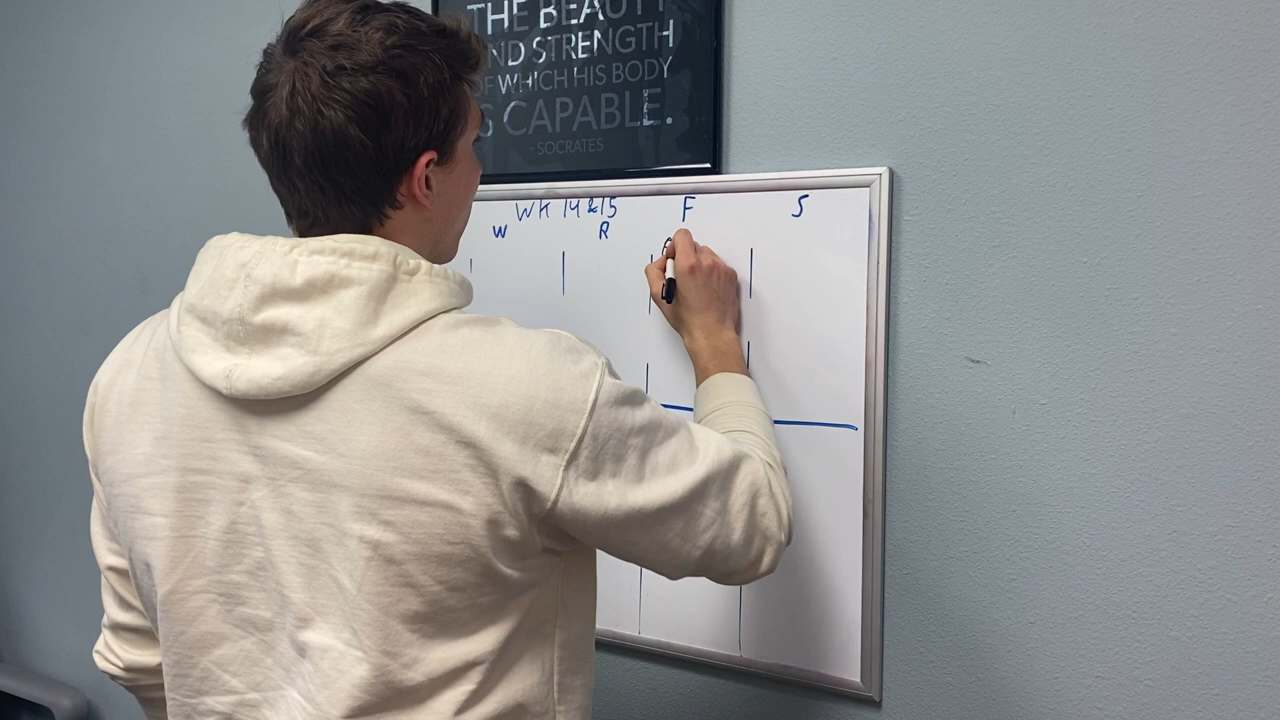 THE BEAUTY
AND STRENGTH
OF WHICH HIS BODY
IS CAPABLE.
- SOCRATES
WK 14 & 15
W R F S